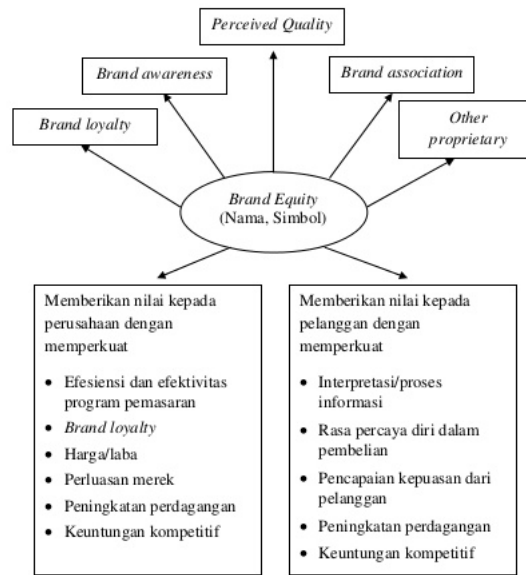 Perceived Quality
Brand awareness
Brand association
Brand loyalty
Other
proprietary
Brand Equity
(Nama, Simbol)
Memberikan nilai kepada
perusahaan dengan
memperkuat
• Efesiensi dan efektivitas
program pemasaran
• Brand loyalty
• Harga/laba
• Perluasan merek
• Peningkatan perdagangan
• Keuntungan kompetitif
Memberikan nilai kepada
pelanggan dengan
memperkuat
• Interpretasi/proses
informasi
• Rasa percaya diri dalam
pembelian
• Pencapaian kepuasan dari
pelanggan
• Peningkatan perdagangan
• Keuntungan kompetitif